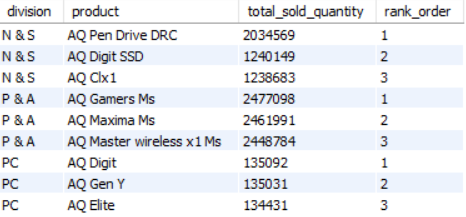 division product total_sold_quantity rank_order
N & S AQ Pen Drive DRC 2034569 1
N & S AQ Digit SSD 1240149 2
N & S AQ Clx1 1238683 3
P & A AQ Gamers Ms 2477098 1
P & A AQ Maxima Ms 2461991 2
P & A AQ Master wireless x1 Ms 2448784 3
PC AQ Digit 135092 1
PC AQ Gen Y 135031 2
PC AQ Elite 134431 3